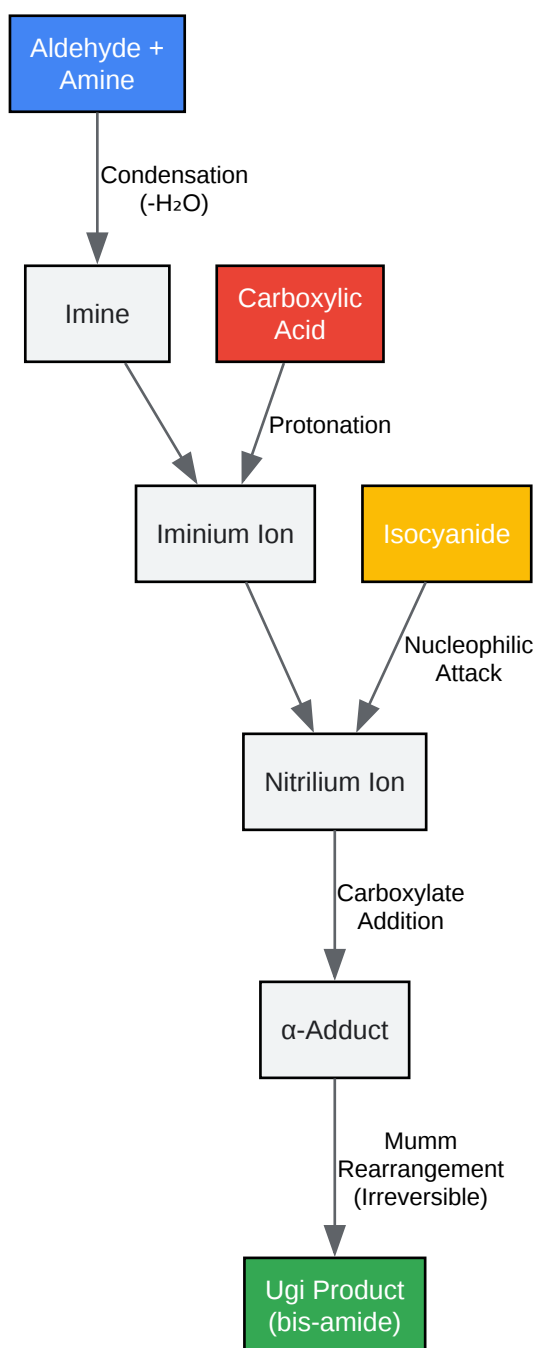 Aldehyde +
Amine
Condensation
(-H₂O)
Imine
Carboxylic
Acid
Protonation
Iminium Ion
Isocyanide
Nucleophilic
Attack
Nitrilium Ion
Carboxylate
Addition
α-Adduct
Mumm
Rearrangement
(Irreversible)
Ugi Product
(bis-amide)